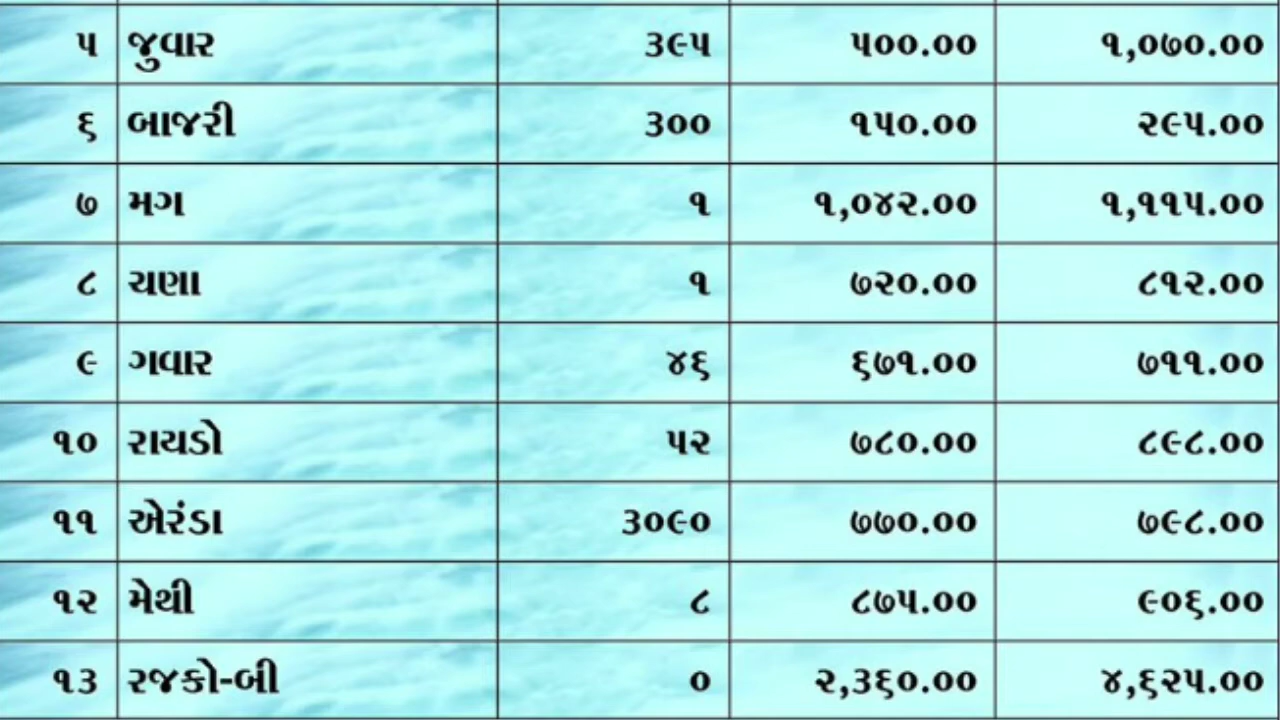 ૫ જુવાર ૩૯૫ ૫૦૦.૦૦ ૧,૦૭૦.૦૦
૬ બાજરી ૩૦૦ ૧૫૦.૦૦ ૨૯૫.૦૦
૭ મગ ૧ ૧,૦૪૨.૦૦ ૧,૧૧૫.૦૦
૮ ચણા ૧ ૭૨૦.૦૦ ૮૧૨.૦૦
૯ ગવાર ૪૬ ૬૭૧.૦૦ ૭૧૧.૦૦
૧૦ રાયડો ૫૨ ૭૮૦.૦૦ ૮૯૮.૦૦
૧૧ એરંડા ૩૦૯૦ ૭૭૦.૦૦ ૭૯૮.૦૦
૧૨ મેથી ૮ ૮૭૫.૦૦ ૯૦૬.૦૦
૧૩ રજકો-બી ૦ ૨,૩૬૦.૦૦ ૪,૬૨૫.૦૦